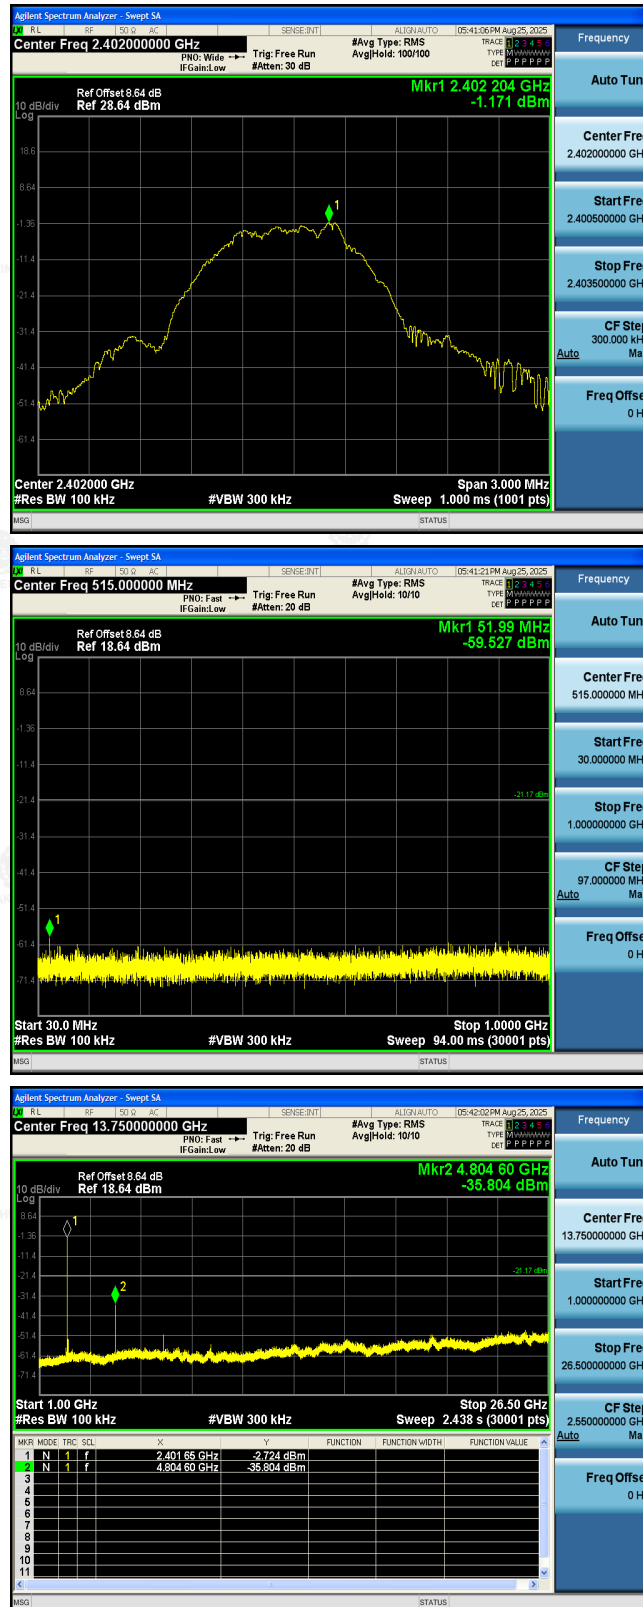 Agilent Spectrum Analyzer - Swept SA
LXI RL RF 50 Ω AC SENSE:INT ALIGN AUTO 05:41:06 PM Aug 25, 2025
Center Freq 2.402000000 GHz
PNO: Wide
IFGain:Low
Trig: Free Run
#Atten: 30 dB
#Avg Type: RMS
Avg|Hold: 100/100
TRACE 1 2 3 4 5 6
TYPE M W W W W W
DET P P P P P P
Ref Offset 8.64 dB
10 dB/div Ref 28.64 dBm
Log
Mkr1 2.402 204 GHz
-1.171 dBm
18.6
8.64
-1.36
-11.4
-21.4
-31.4
-41.4
-51.4
-61.4
1
Center 2.402000 GHz
Span 3.000 MHz
#Res BW 100 kHz #VBW 300 kHz Sweep 1.000 ms (1001 pts)
MSG STATUS
Frequency
Auto Tun
Center Fre
2.402000000 GH
Start Fre
2.400500000 GH
Stop Fre
2.403500000 GH
CF Ste
300.000 kH
Auto Ma
Freq Offse
0 H
Agilent Spectrum Analyzer - Swept SA
LXI RL RF 50 Ω AC SENSE:INT ALIGN AUTO 05:41:21 PM Aug 25, 2025
Center Freq 515.000000 MHz
PNO: Fast
IFGain:Low
Trig: Free Run
#Atten: 20 dB
#Avg Type: RMS
Avg|Hold: 10/10
TRACE 1 2 3 4 5 6
TYPE M W W W W W
DET P P P P P P
Ref Offset 8.64 dB
10 dB/div Ref 18.64 dBm
Log
Mkr1 51.99 MHz
-59.527 dBm
8.64
-1.36
-11.4
-21.4
-31.4
-41.4
-51.4
-61.4
-71.4
-21.17 dBm
1
Start 30.0 MHz
Stop 1.0000 GHz
#Res BW 100 kHz #VBW 300 kHz Sweep 94.00 ms (30001 pts)
MSG STATUS
Frequency
Auto Tun
Center Fre
515.000000 MH
Start Fre
30.000000 MH
Stop Fre
1.000000000 GH
CF Ste
97.000000 MH
Auto Ma
Freq Offse
0 H
Agilent Spectrum Analyzer - Swept SA
LXI RL RF 50 Ω AC SENSE:INT ALIGN AUTO 05:42:02 PM Aug 25, 2025
Center Freq 13.750000000 GHz
PNO: Fast
IFGain:Low
Trig: Free Run
#Atten: 20 dB
#Avg Type: RMS
Avg|Hold: 10/10
TRACE 1 2 3 4 5 6
TYPE M W W W W W
DET P P P P P P
Ref Offset 8.64 dB
10 dB/div Ref 18.64 dBm
Log
Mkr2 4.804 60 GHz
-35.804 dBm
8.64
-1.36
-11.4
-21.4
-31.4
-41.4
-51.4
-61.4
-71.4
-21.17 dBm
1
2
Start 1.00 GHz
Stop 26.50 GHz
#Res BW 100 kHz #VBW 300 kHz Sweep 2.438 s (30001 pts)
MKR MODE TRC SCL X Y FUNCTION FUNCTION WIDTH FUNCTION VALUE
1 N 1 f 2.401 65 GHz -2.724 dBm
2 N 1 f 4.804 60 GHz -35.804 dBm
3
4
5
6
7
8
9
10
11
MSG STATUS
Frequency
Auto Tun
Center Fre
13.750000000 GH
Start Fre
1.000000000 GH
Stop Fre
26.500000000 GH
CF Ste
2.550000000 GH
Auto Ma
Freq Offse
0 H